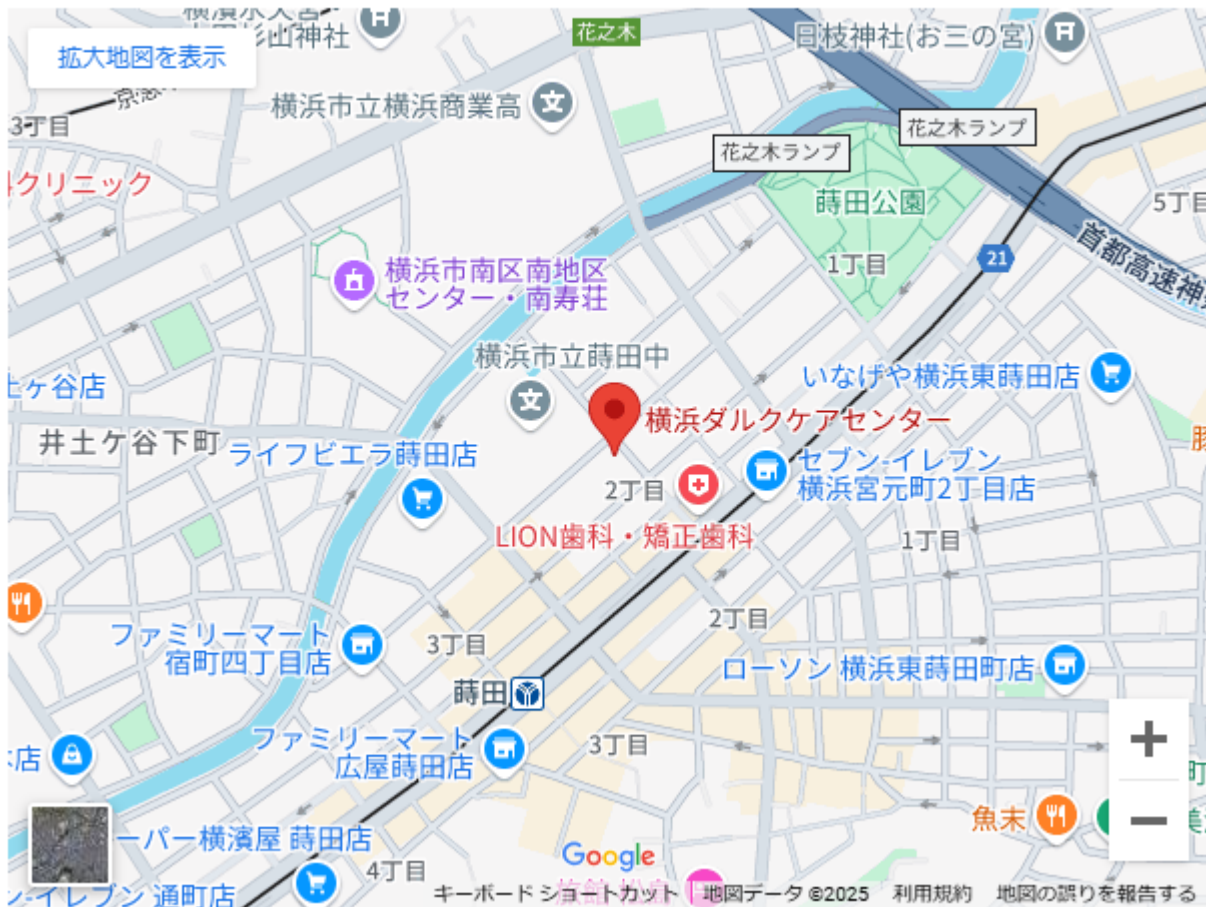 杉山神社
花之木
日枝神社(お三の宮)
拡大地図を表示
3丁目
横浜市立横浜商業高
花之木ランプ
花之木ランプ
クリニック
蒔田公園
5丁目
1丁目
21
首都高速神
横浜市南区南地区
センター・南寿荘
横浜市立蒔田中
いなげや横浜東蒔田店
土ヶ谷店
横浜ダルクケアセンター
井土ケ谷下町
ライフビエラ蒔田店
セブン-イレブン
横浜宮元町2丁目店
2丁目
LION歯科・矯正歯科
1丁目
2丁目
ファミリーマート
宿町四丁目店
3丁目
ローソン 横浜東蒔田町店
蒔田
ファミリーマート
広屋蒔田店
3丁目
店
町
魚末
ーパー横濱屋 蒔田店
Google
4丁目
ン-イレブン 通町店
キーボード ショートカット
地図データ ©2025
利用規約
地図の誤りを報告する